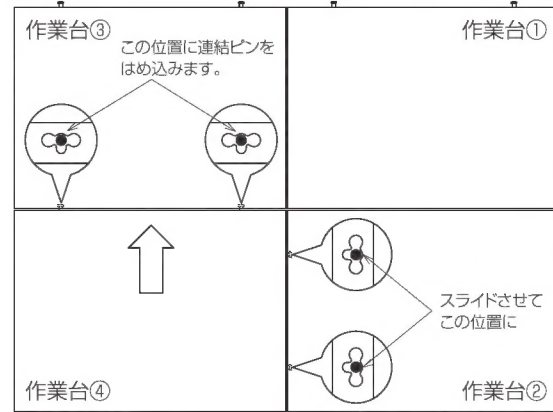 作業台③
作業台①
この位置に連結ピンを
はめ込みます。
スライドさせて
この位置に
作業台④
作業台②